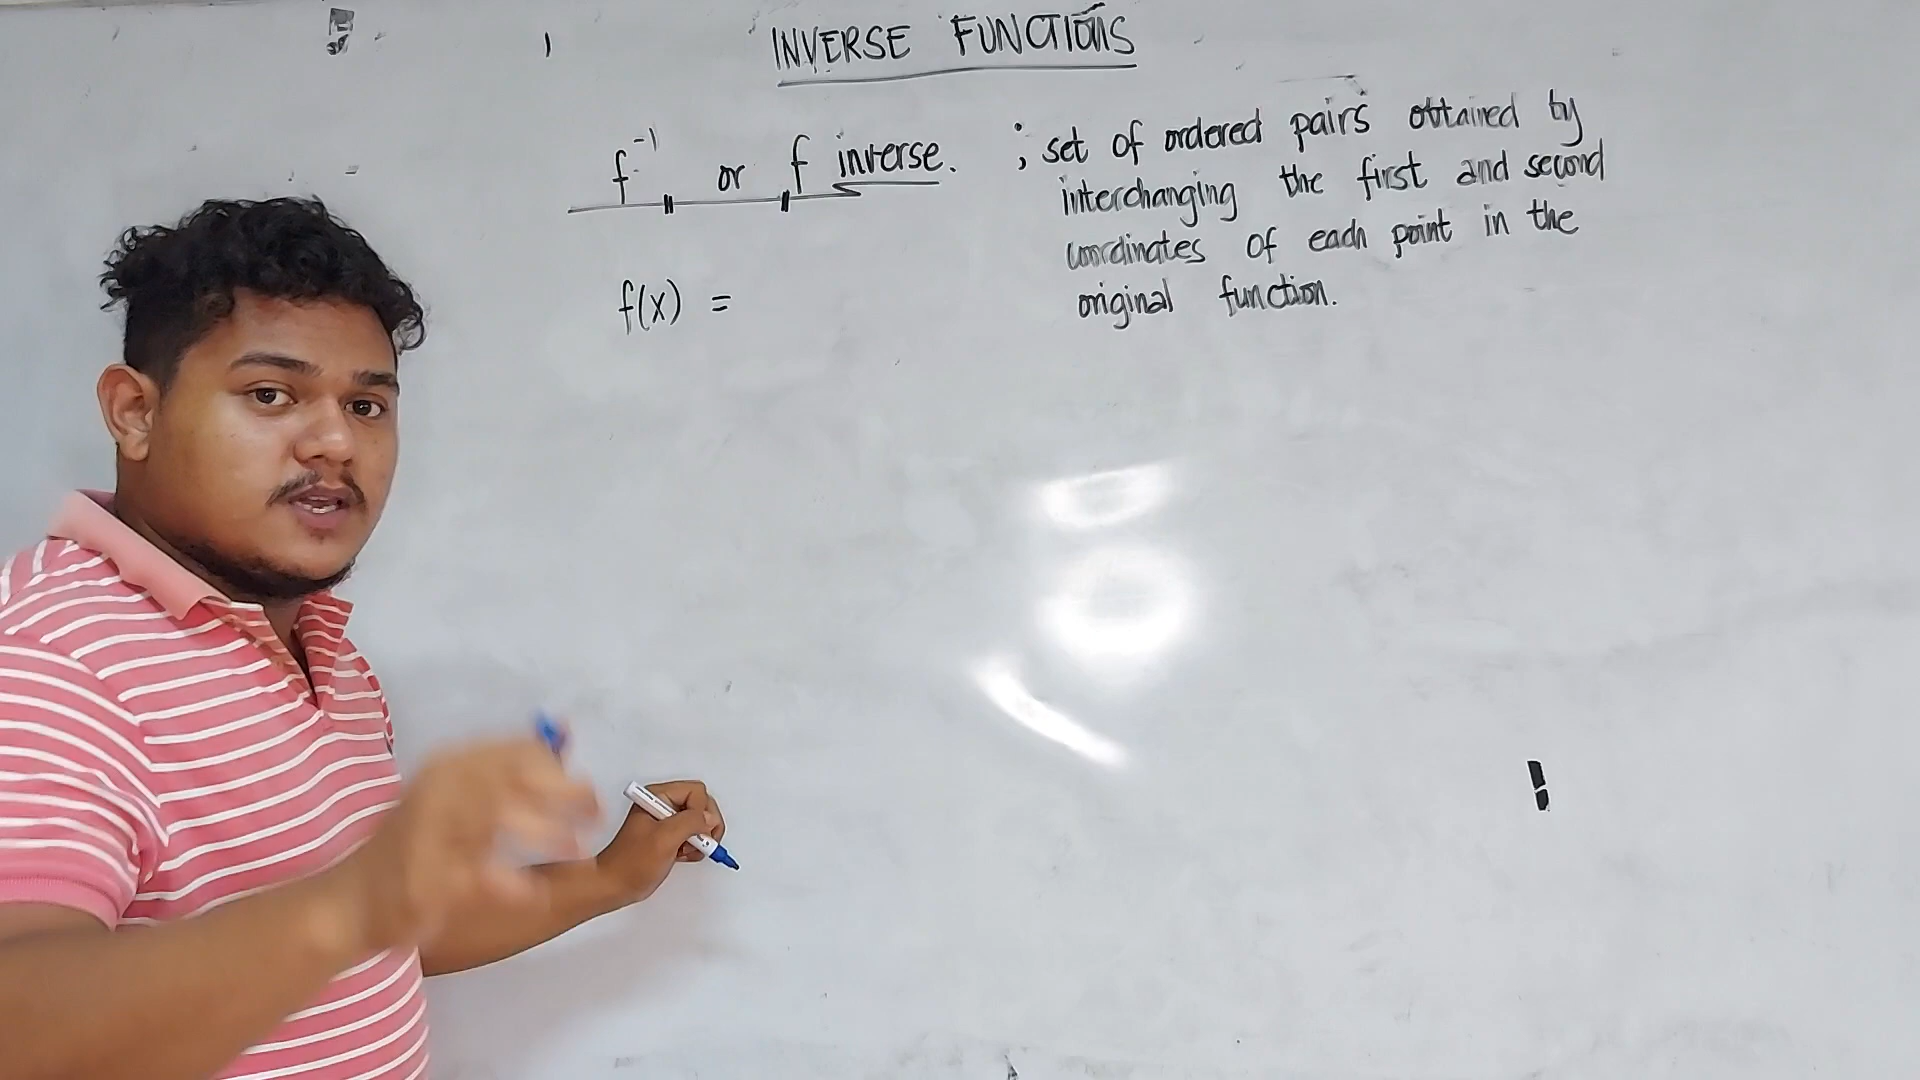 INVERSE FUNCTIONS
f⁻¹ or f inverse. ; set of ordered pairs obtained by
interchanging the first and second
coordinates of each point in the
original function.
f(x) =